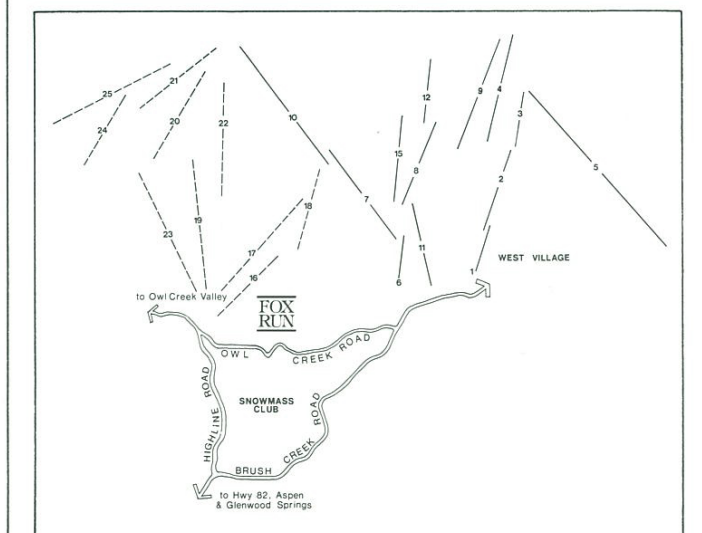 25
21
24
20
22
10
12
9
4
3
15
8
2
5
7
18
19
23
17
16
11
6
1
WEST VILLAGE
to Owl Creek Valley
FOX
RUN
OWL CREEK ROAD
HIGHLINE ROAD
SNOWMASS
CLUB
BRUSH CREEK ROAD
to Hwy 82, Aspen
& Glenwood Springs